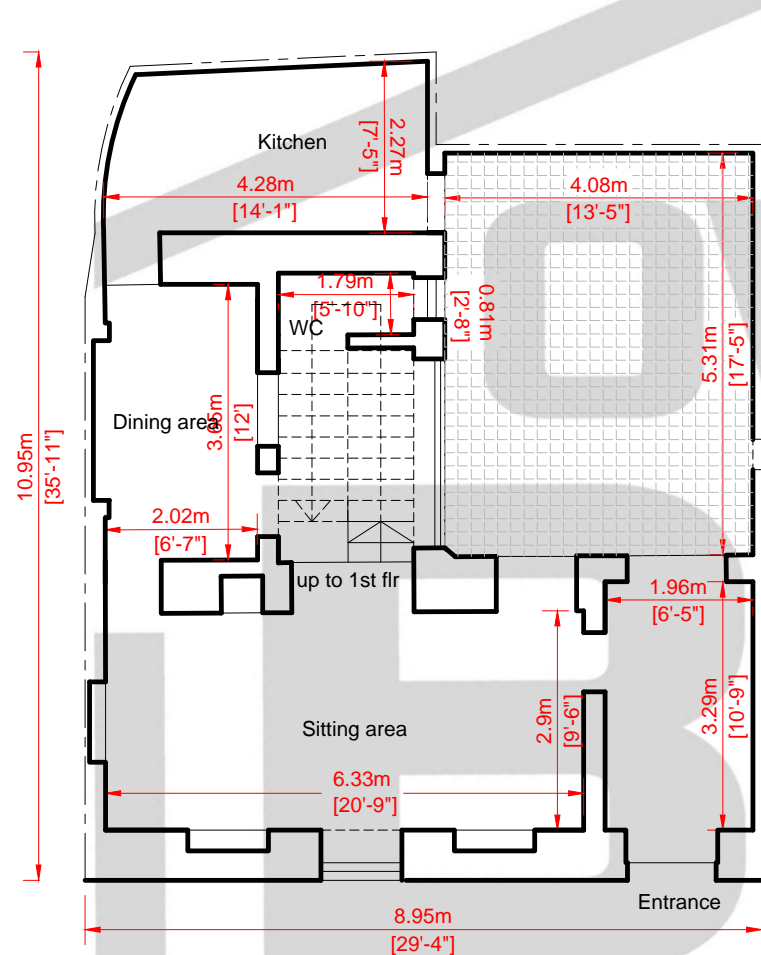 Kitchen
2.27m
[7'-5"]
4.28m
[14'-1"]
4.08m
[13'-5"]
1.79m
[5'-10"]
0.81m
[2'-8"]
WC
5.31m
[17'-5"]
Dining area
3.65m
[12']
10.95m
[35'-11"]
2.02m
[6'-7"]
up to 1st flr
1.96m
[6'-5"]
2.9m
[9'-6"]
3.29m
[10'-9"]
Sitting area
6.33m
[20'-9"]
Entrance
8.95m
[29'-4"]